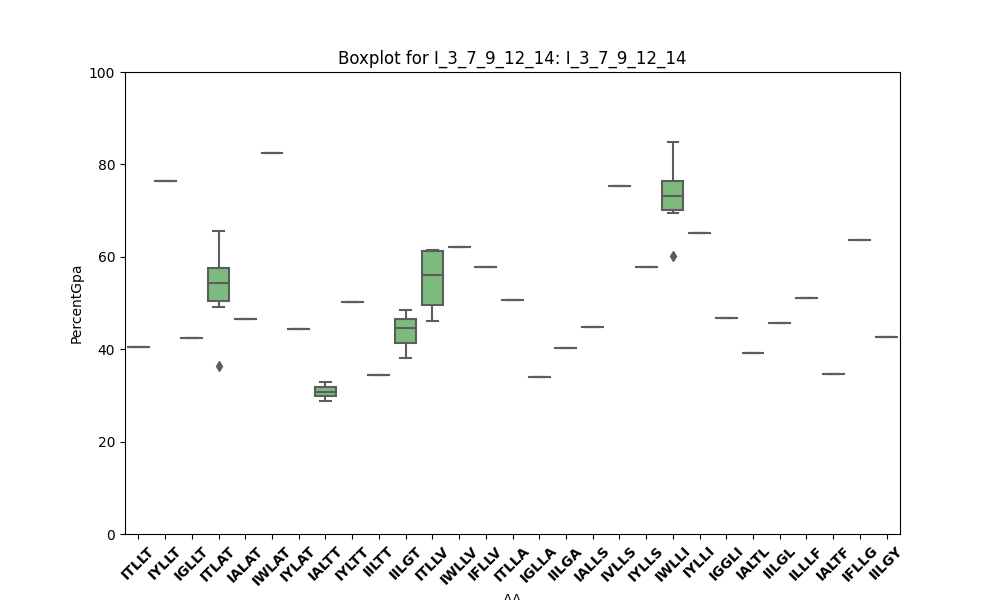 Boxplot for I_3_7_9_12_14: I_3_7_9_12_14
PercentGpa
100
80
60
40
20
0
ITLLT
IYLLT
IGLLT
ITLAT
IALAT
IWLAT
IYLAT
IALTT
IYLTT
IILTT
IILGT
ITLLV
IWLLV
IFLLV
ITLLA
IGLLA
IILGA
IALLS
IVLLS
IYLLS
IWLLI
IYLLI
IGGLI
IALTL
IILGL
ILLLF
IALTF
IFLLG
IILGY
AA